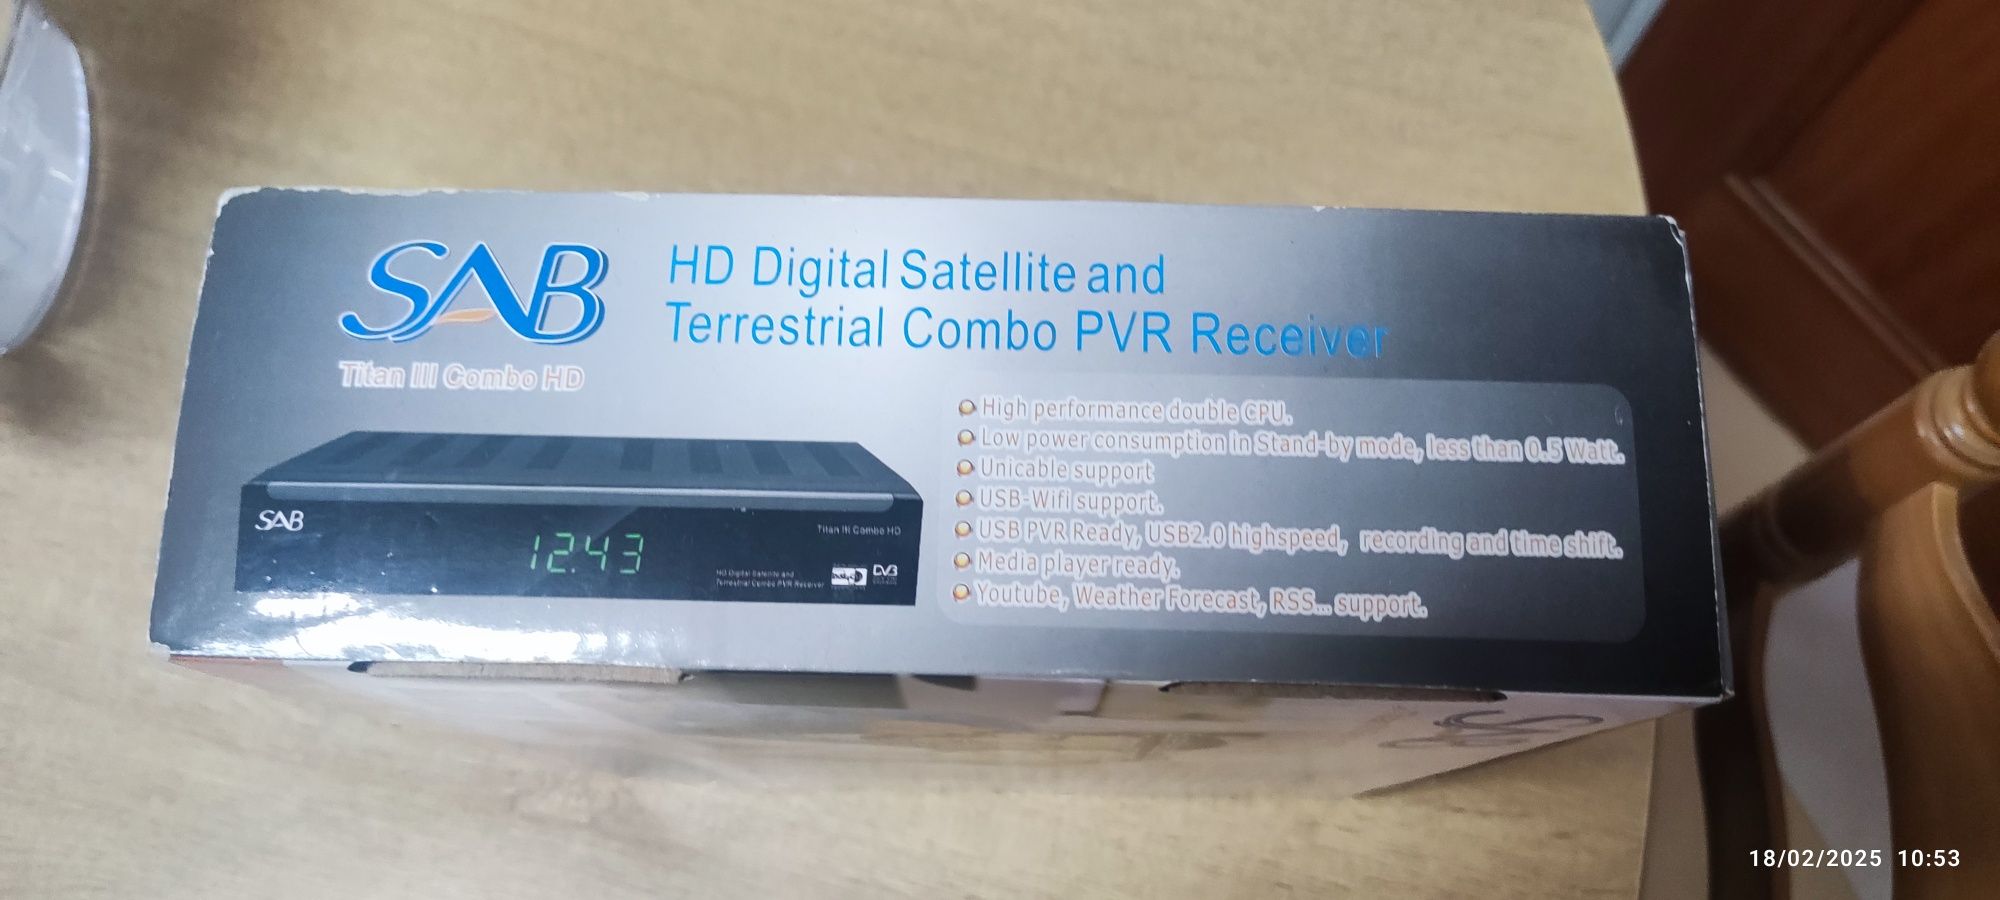 SAB
HD Digital Satellite and
Terrestrial Combo PVR Receiver
Titan III Combo HD
High performance double CPU.
Low power consumption in Stand-by mode, less than 0.5 Watt.
Unicable support
USB-Wifi support.
USB PVR Ready, USB2.0 highspeed, recording and time shift.
Media player ready.
Youtube, Weather Forecast, RSS... support.
SAB
Titan III Combo HD
12:43
HD Digital Satellite and
Terrestrial Combo PVR Receiver
DVB
18/02/2025 10:53